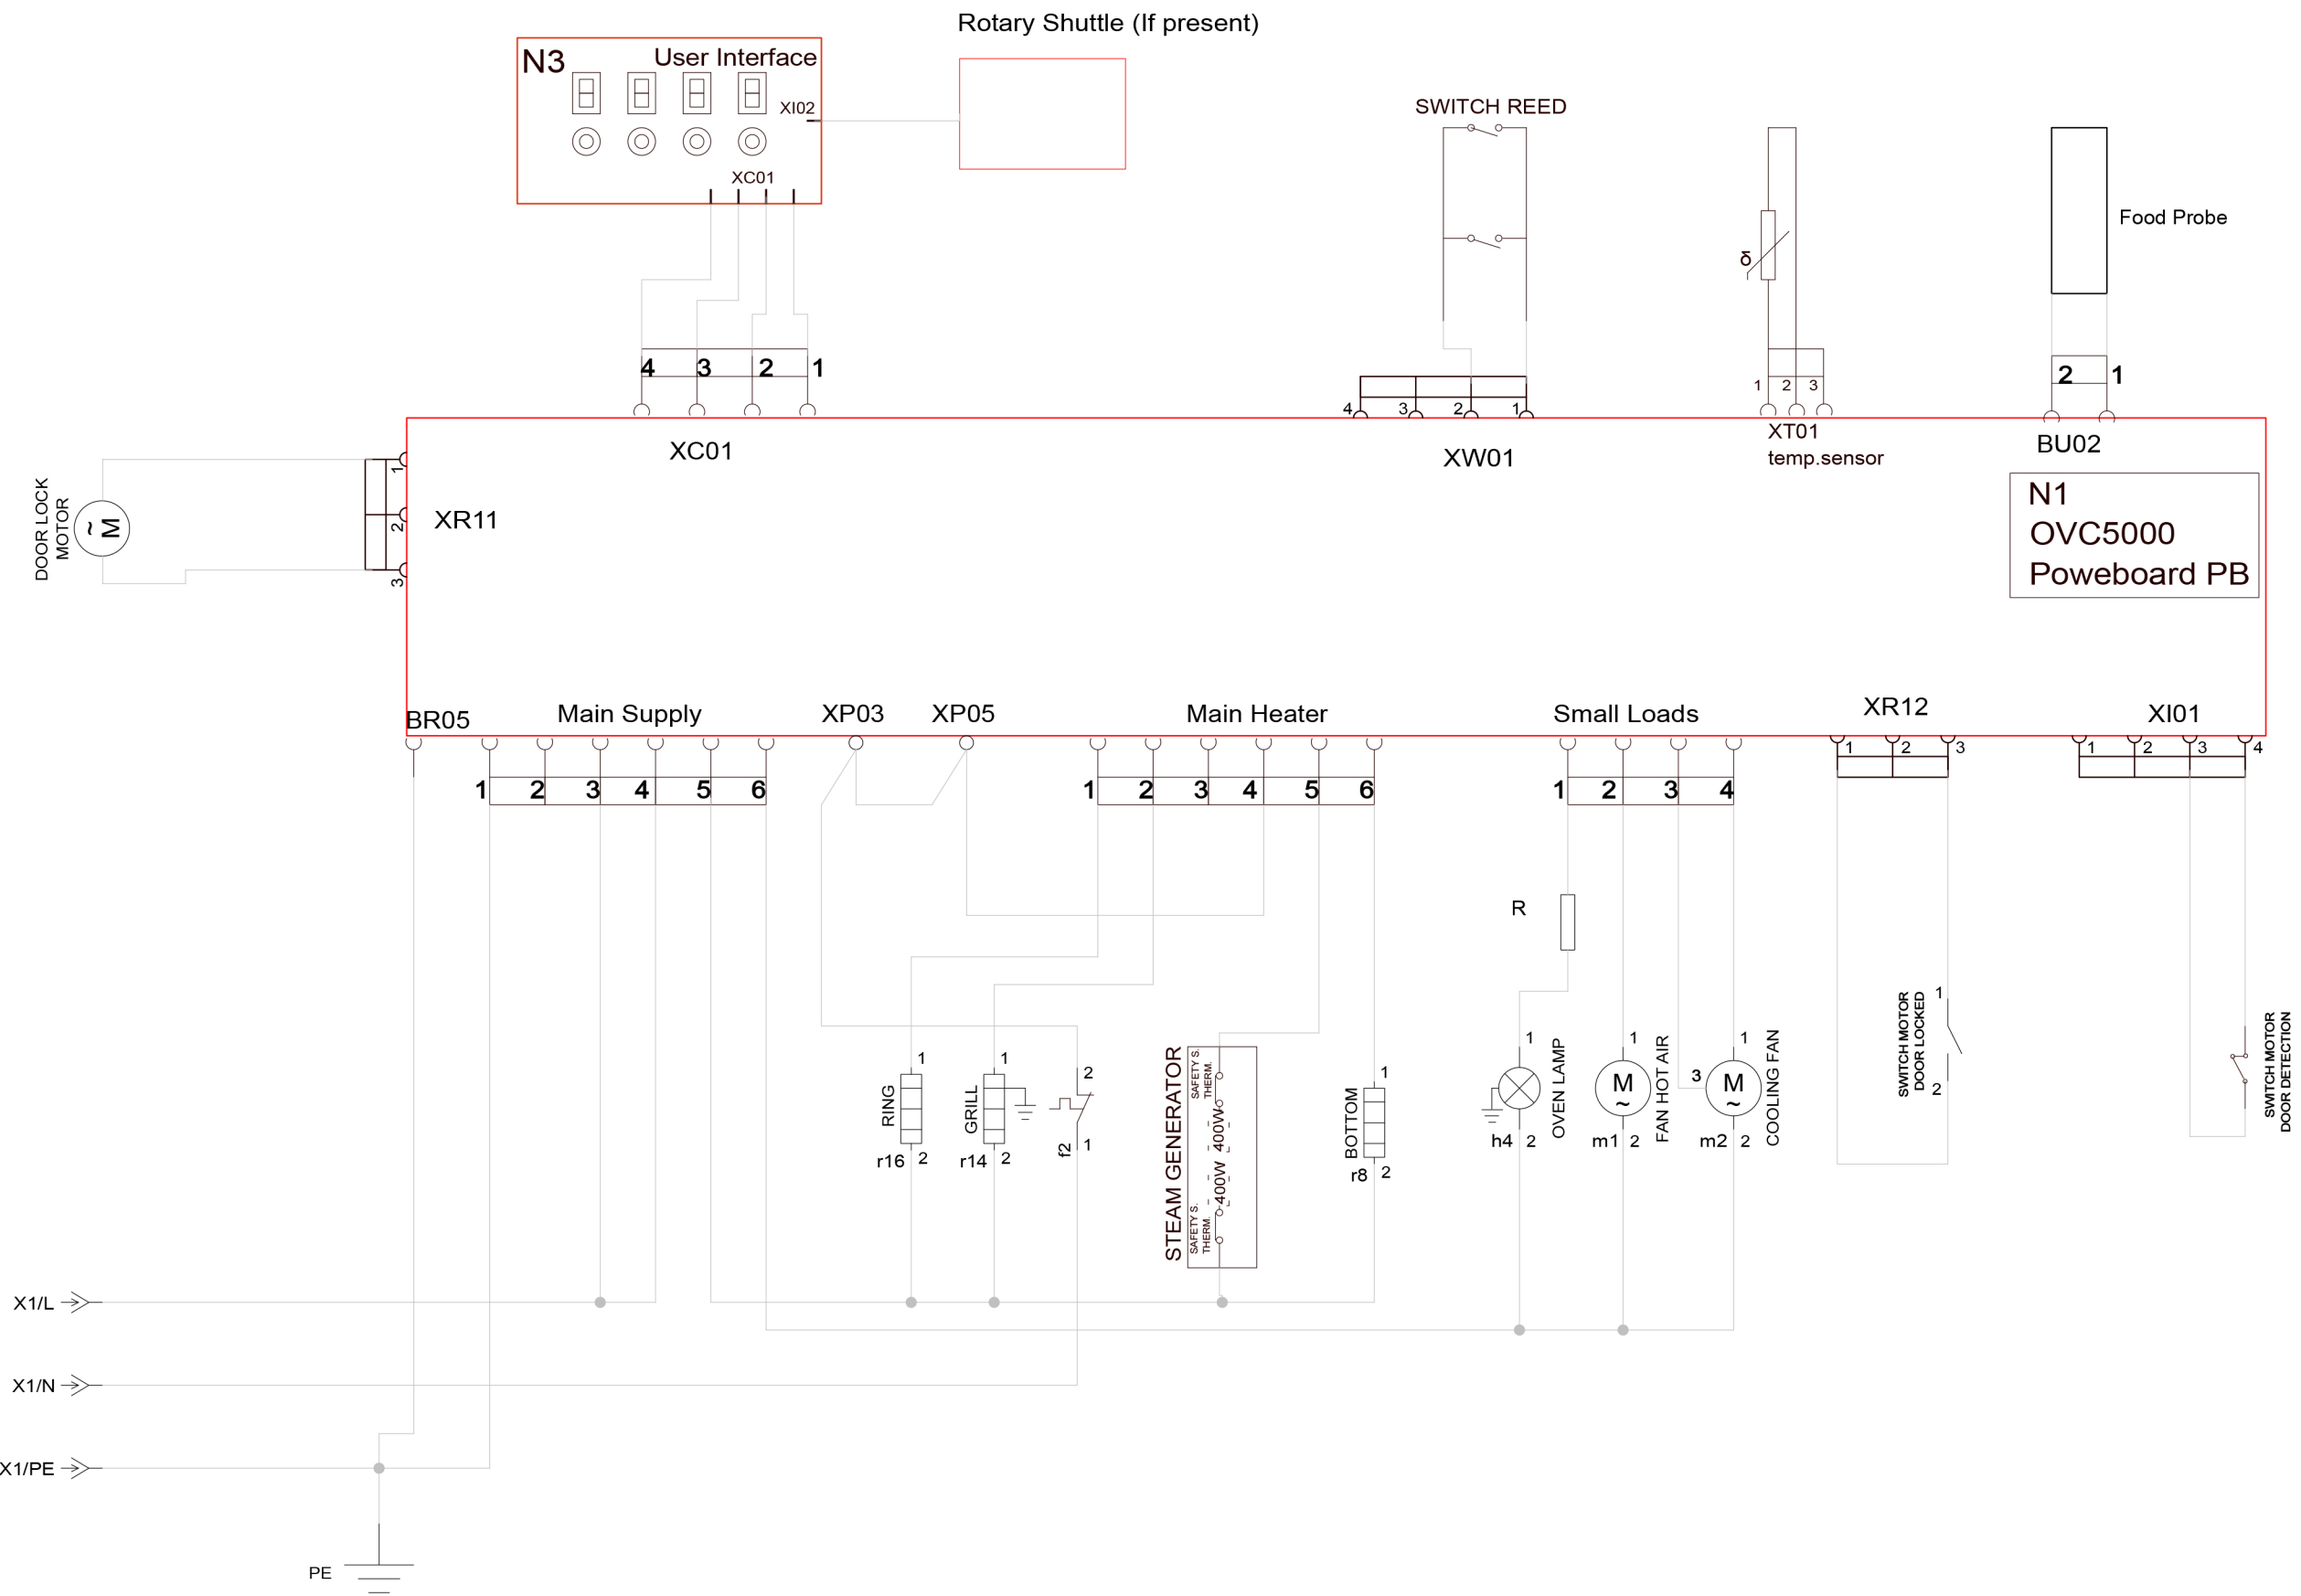 Rotary Shuttle (If present)
N3
User Interface
XI02
XC01
SWITCH REED
δ
Food Probe
4 3 2 1
4 3 2 1
1 2 3
2 1
XC01
XW01
XT01
temp.sensor
BU02
N1
OVC5000
Poweboard PB
DOOR LOCK
MOTOR
M
~
1
2
3
XR11
BR05
Main Supply
XP03
XP05
Main Heater
Small Loads
XR12
XI01
1 2 3 4 5 6
1 2 3 4 5 6
1 2 3 4
1 2 3
1 2 3 4
R
RING
1
r16 2
GRILL
1
r14 2
2
f2 1
STEAM GENERATOR
SAFETY S.
THERM.
400W
400W
SAFETY S.
THERM.
BOTTOM
1
r8 2
1
OVEN LAMP
h4 2
1
M
~
FAN HOT AIR
m1 2
1
3
M
~
COOLING FAN
m2 2
SWITCH MOTOR
DOOR LOCKED
1
2
SWITCH MOTOR
DOOR DETECTION
X1/L
X1/N
X1/PE
PE